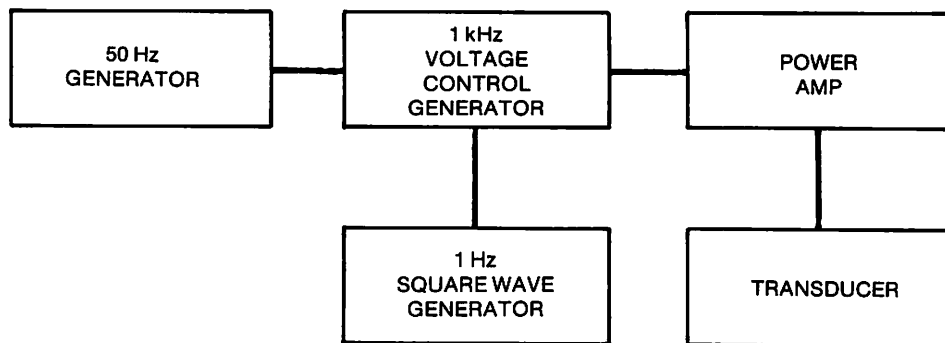 50 Hz
GENERATOR
1 kHz
VOLTAGE
CONTROL
GENERATOR
POWER
AMP
1 Hz
SQUARE WAVE
GENERATOR
TRANSDUCER